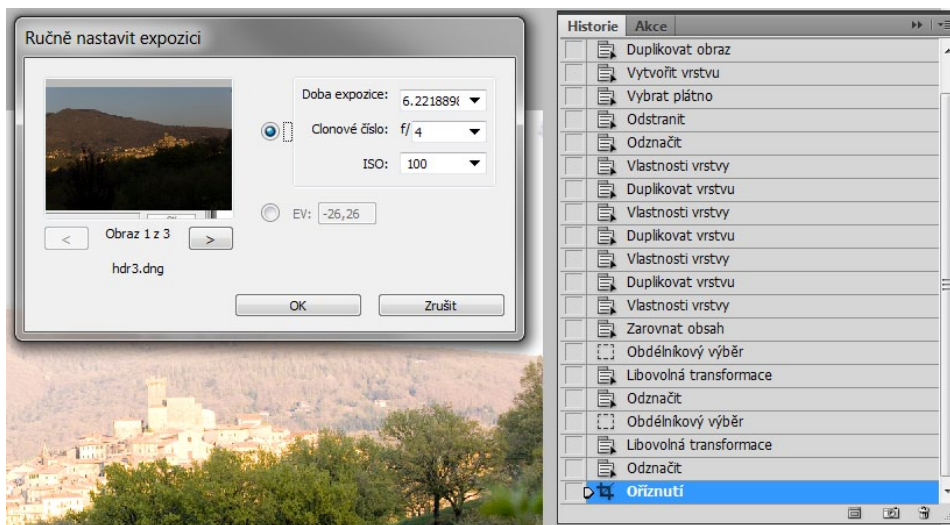 Ručně nastavit expozici
Doba expozice: 6.221889
Clonové číslo: f/ 4
ISO: 100
EV: -26,26
< Obraz 1 z 3 >
hdr3.dng
OK Zrušit
Historie Akce
Duplikovat obraz
Vytvořit vrstvu
Vybrat plátno
Odstranit
Odznačit
Vlastnosti vrstvy
Duplikovat vrstvu
Vlastnosti vrstvy
Duplikovat vrstvu
Vlastnosti vrstvy
Duplikovat vrstvu
Vlastnosti vrstvy
Zarovnat obsah
Obdélníkový výběr
Libovolná transformace
Odznačit
Obdélníkový výběr
Libovolná transformace
Odznačit
Oříznutí